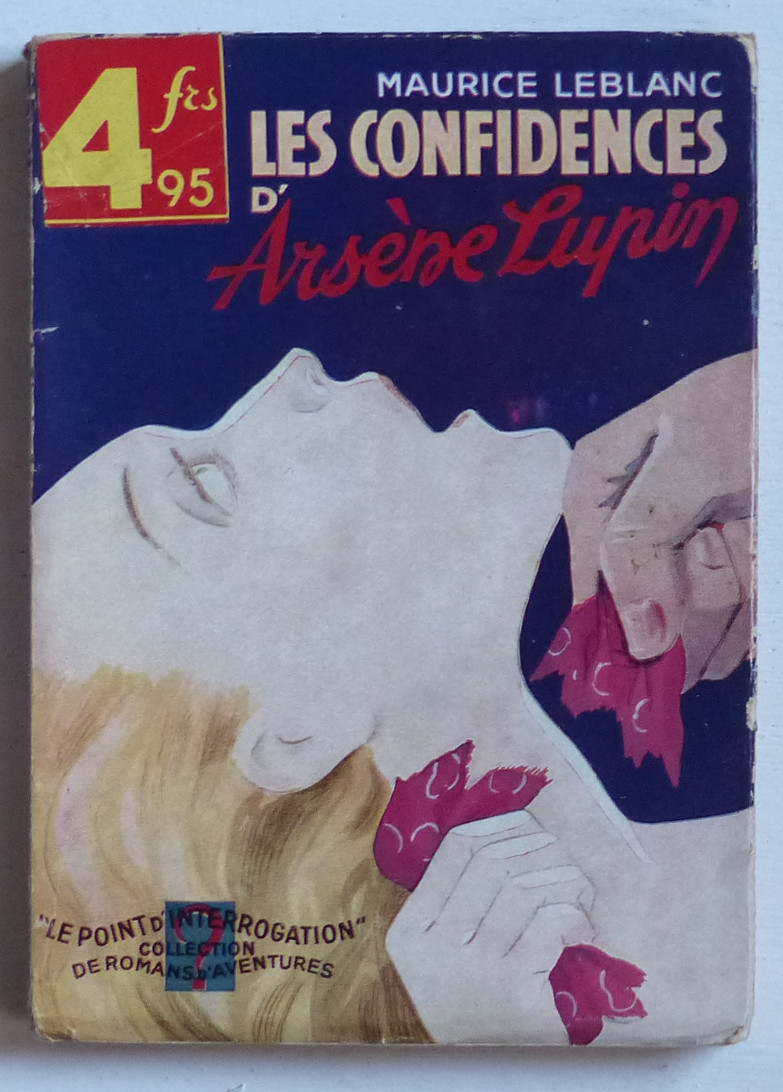 4 frs 95
MAURICE LEBLANC
LES CONFIDENCES
D'
Arsène Lupin
"LE POINT D'INTERROGATION"
?
COLLECTION
DE ROMANS D'AVENTURES